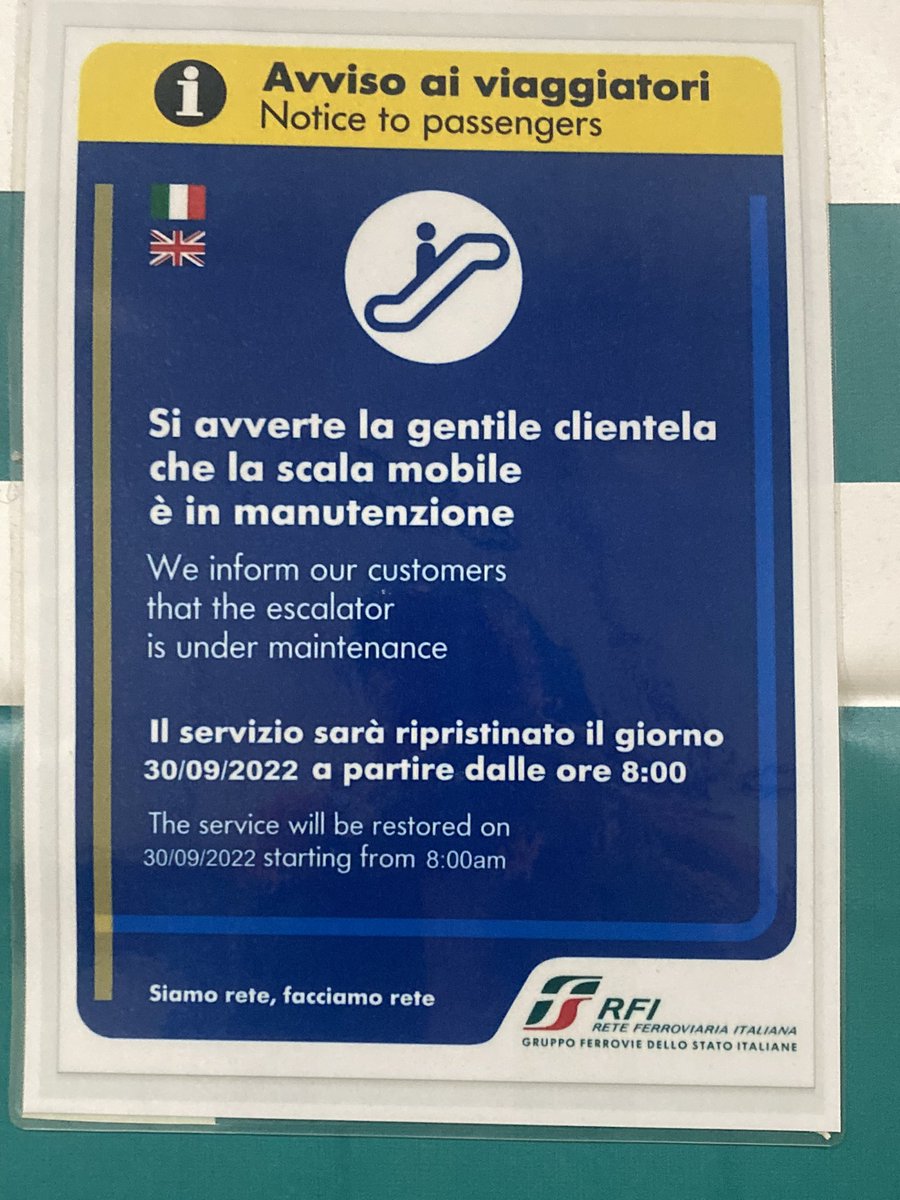 i
Avviso ai viaggiatori
Notice to passengers
Si avverte la gentile clientela
che la scala mobile
è in manutenzione
We inform our customers
that the escalator
is under maintenance
Il servizio sarà ripristinato il giorno
30/09/2022 a partire dalle ore 8:00
The service will be restored on
30/09/2022 starting from 8:00am
Siamo rete, facciamo rete
RFI
RETE FERROVIARIA ITALIANA
GRUPPO FERROVIE DELLO STATO ITALIANE